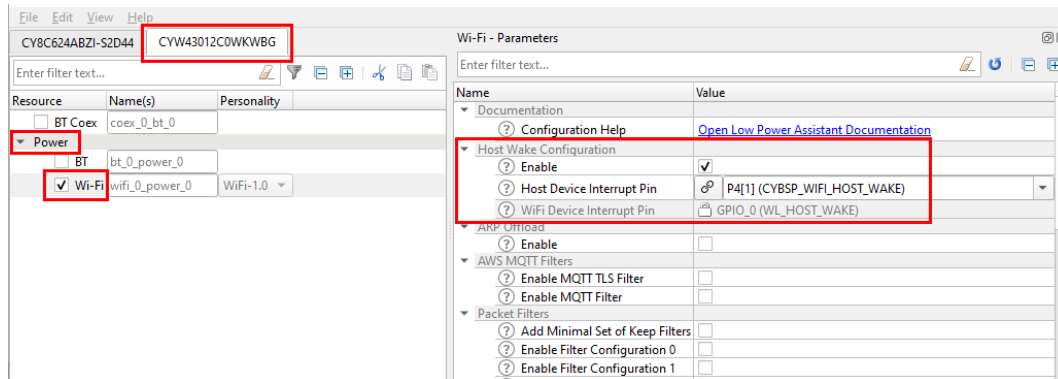 File Edit View Help
CY8C624ABZI-S2D44 CYW43012C0WKWBG
Enter filter text...
Resource Name(s) Personality
BT Coex coex_0_bt_0
Power
BT bt_0_power_0
Wi-Fi wifi_0_power_0 WiFi-1.0
Wi-Fi - Parameters
Enter filter text...
Name Value
Documentation
Configuration Help Open Low Power Assistant Documentation
Host Wake Configuration
Enable
Host Device Interrupt Pin P4[1] (CYBSP_WIFI_HOST_WAKE)
WiFi Device Interrupt Pin GPIO_0 (WL_HOST_WAKE)
ARP Offload
Enable
AWS MQTT Filters
Enable MQTT TLS Filter
Enable MQTT Filter
Packet Filters
Add Minimal Set of Keep Filters
Enable Filter Configuration 0
Enable Filter Configuration 1